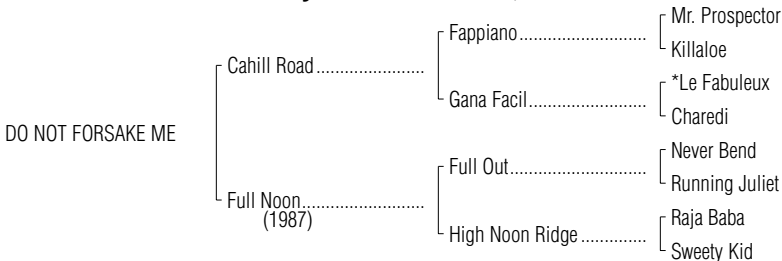 Mr. Prospector
Fappiano
Killaloe
Cahill Road
*Le Fabuleux
Gana Facil
Charedi
DO NOT FORSAKE ME
Never Bend
Full Out
Running Juliet
Full Noon
(1987)
Raja Baba
High Noon Ridge
Sweety Kid